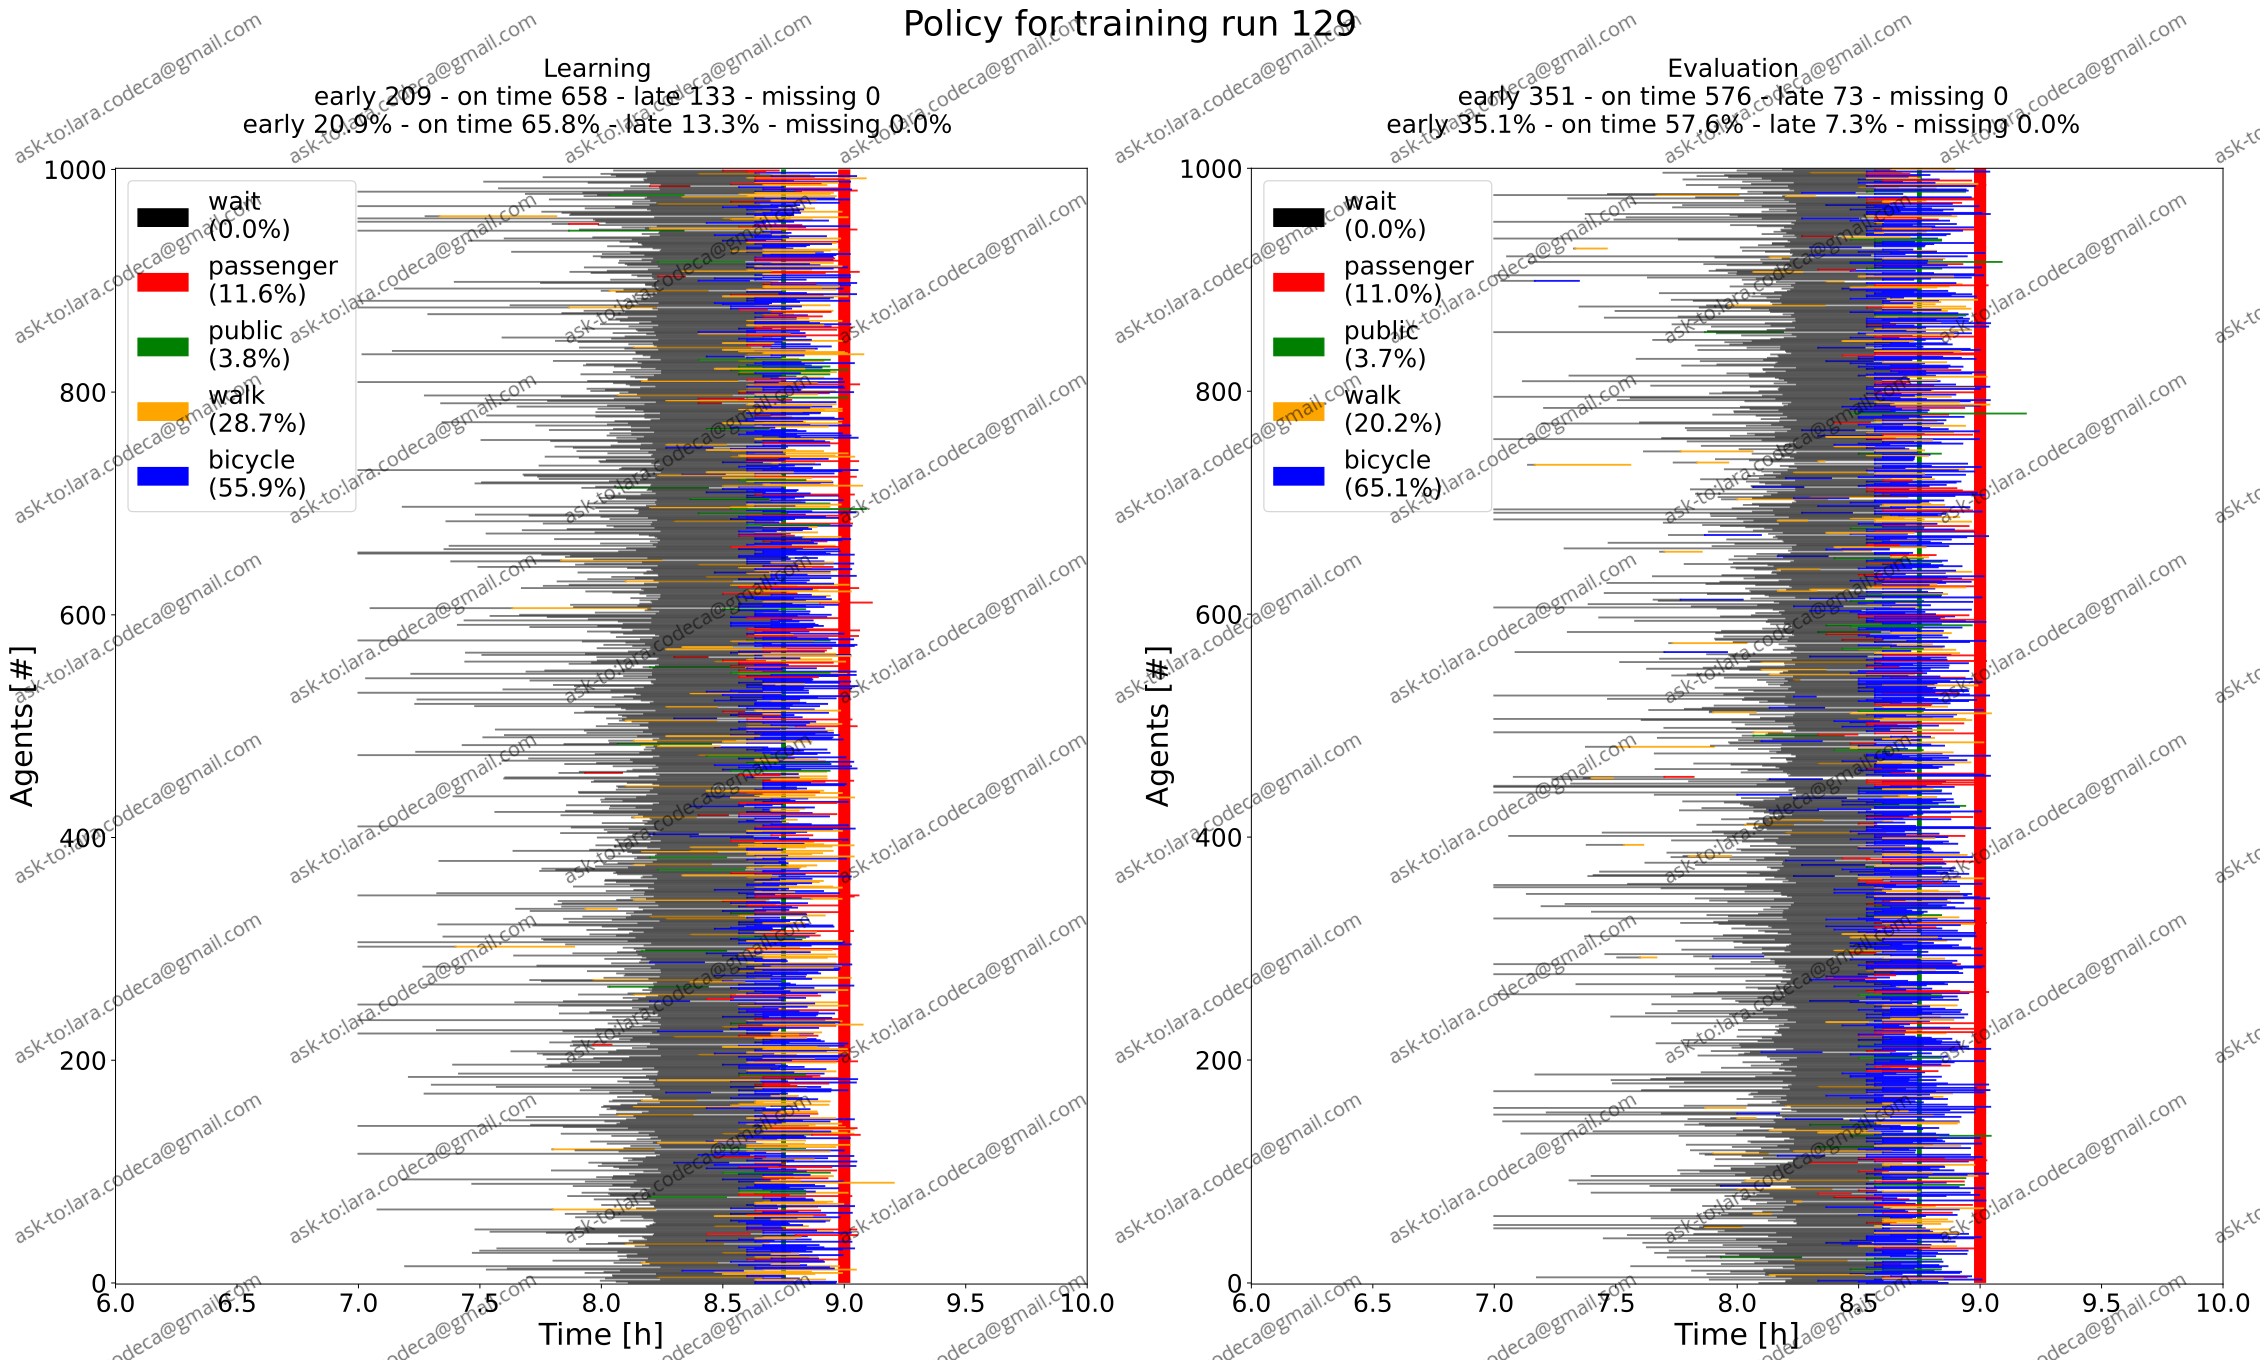 Policy for training run 129
Learning
early 209 - on time 658 - late 133 - missing 0
early 20.9% - on time 65.8% - late 13.3% - missing 0.0%
1000
800
600
400
200
0
Agents [#]
wait
(0.0%)
passenger
(11.6%)
public
(3.8%)
walk
(28.7%)
bicycle
(55.9%)
6.0 6.5 7.0 7.5 8.0 8.5 9.0 9.5 10.0
Time [h]
Evaluation
early 351 - on time 576 - late 73 - missing 0
early 35.1% - on time 57.6% - late 7.3% - missing 0.0%
1000
800
600
400
200
0
Agents [#]
wait
(0.0%)
passenger
(11.0%)
public
(3.7%)
walk
(20.2%)
bicycle
(65.1%)
6.0 6.5 7.0 7.5 8.0 8.5 9.0 9.5 10.0
Time [h]
ask-to:lara.codeca@gmail.com